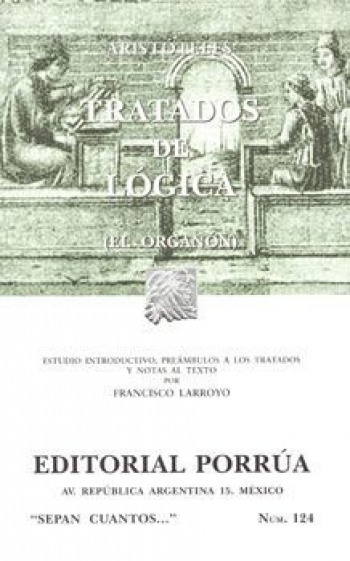 ARISTÓTELES
TRATADOS
DE
LÓGICA
(EL ORGANÓN)
ESTUDIO INTRODUCTIVO, PREÁMBULOS A LOS TRATADOS
Y NOTAS AL TEXTO
POR
FRANCISCO LARROYO
EDITORIAL PORRÚA
AV. REPÚBLICA ARGENTINA 15. MÉXICO
"SEPAN CUANTOS..." NÚM. 124